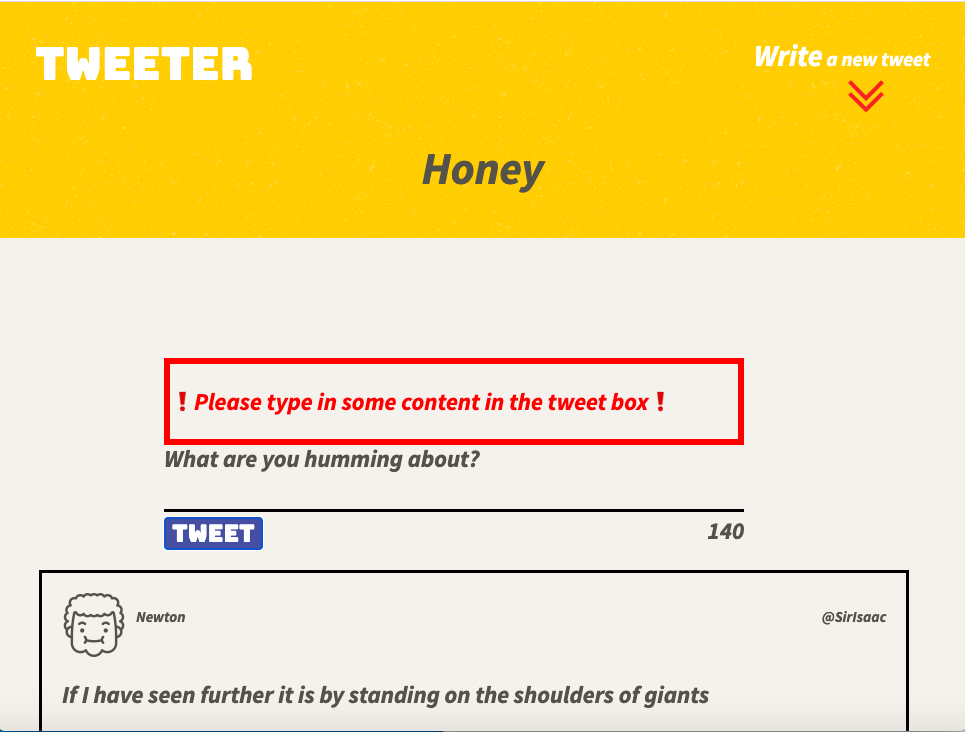 TWEETER
Write a new tweet
Honey
❗ Please type in some content in the tweet box ❗
What are you humming about?
TWEET 140
Newton @SirIsaac
If I have seen further it is by standing on the shoulders of giants